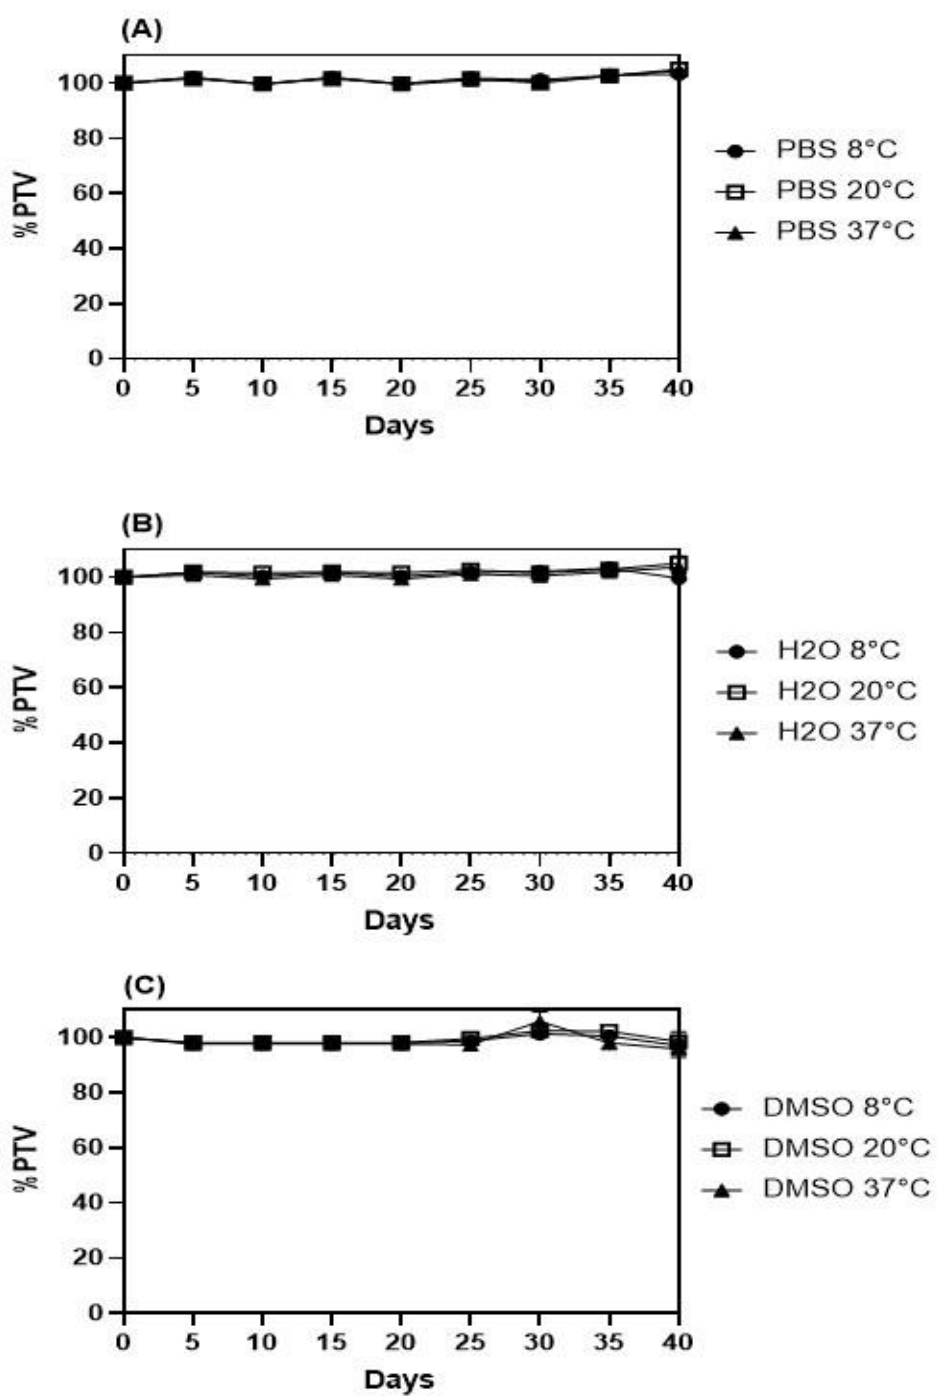 (A)
100
80
60
40
20
0
%PTV
0 5 10 15 20 25 30 35 40
Days
PBS 8°C
PBS 20°C
PBS 37°C
(B)
100
80
60
40
20
0
%PTV
0 5 10 15 20 25 30 35 40
Days
H2O 8°C
H2O 20°C
H2O 37°C
(C)
100
80
60
40
20
0
%PTV
0 5 10 15 20 25 30 35 40
Days
DMSO 8°C
DMSO 20°C
DMSO 37°C